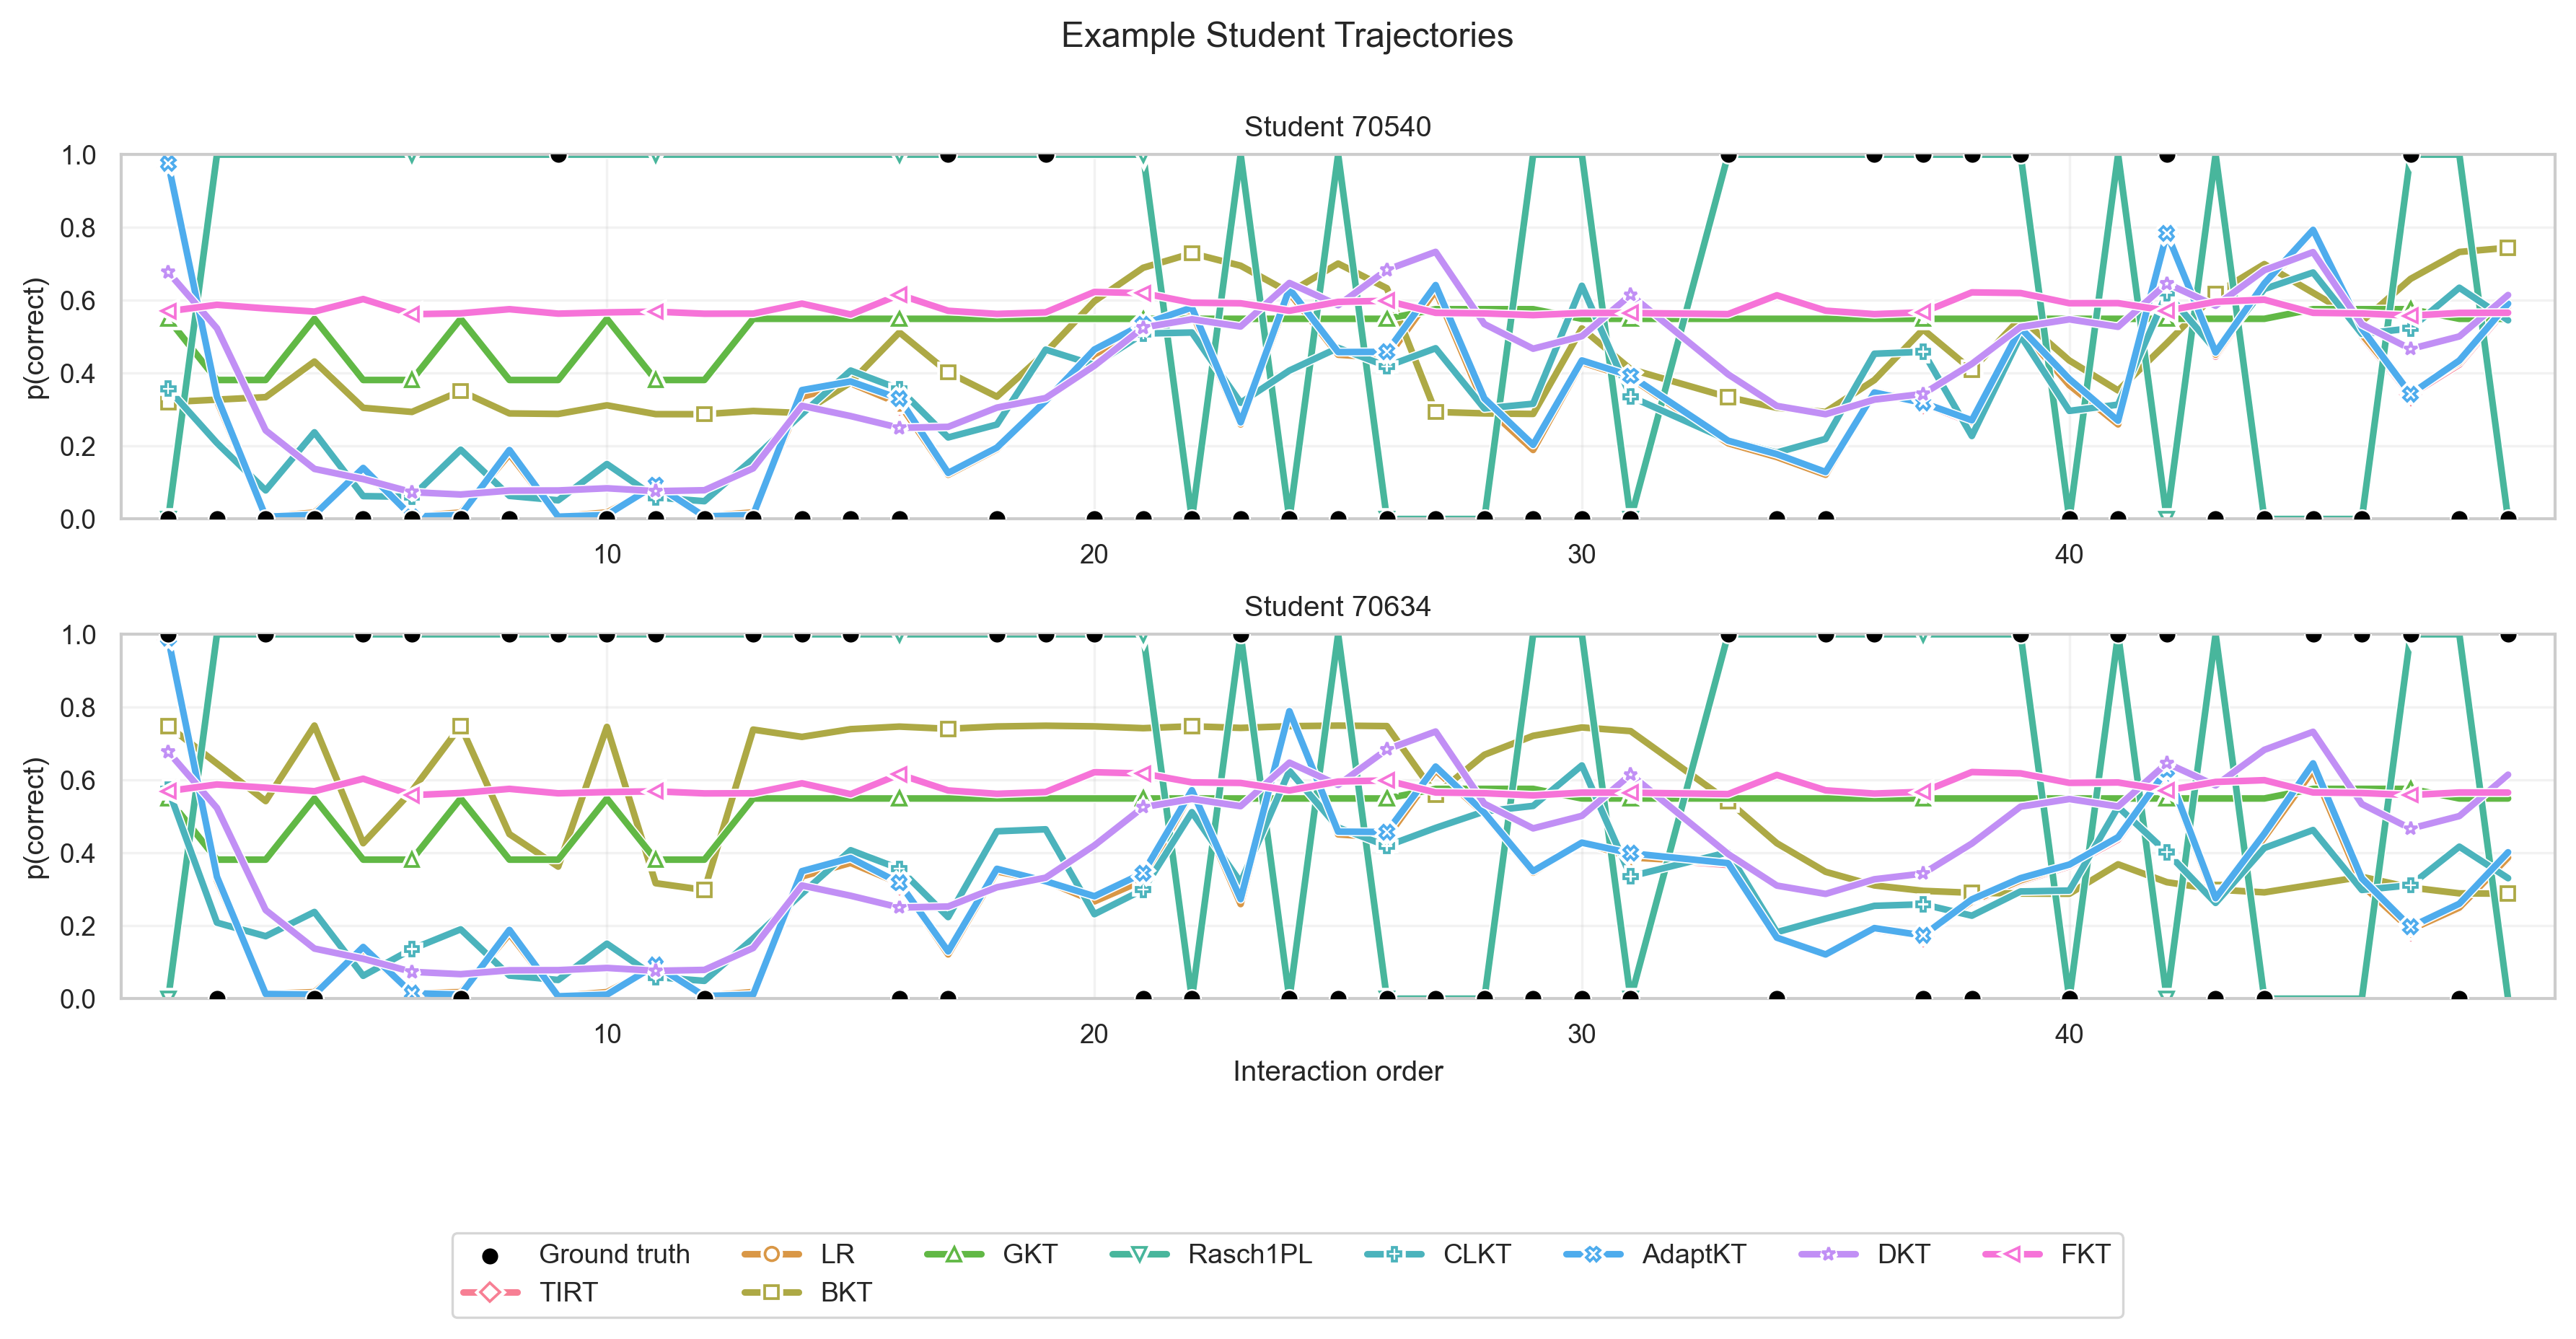 Example Student Trajectories
Student 70540
p(correct)
1.0
0.8
0.6
0.4
0.2
0.0
10 20 30 40
Student 70634
p(correct)
1.0
0.8
0.6
0.4
0.2
0.0
10 20 30 40
Interaction order
Ground truth LR GKT Rasch1PL CLKT AdaptKT DKT FKT
TIRT BKT